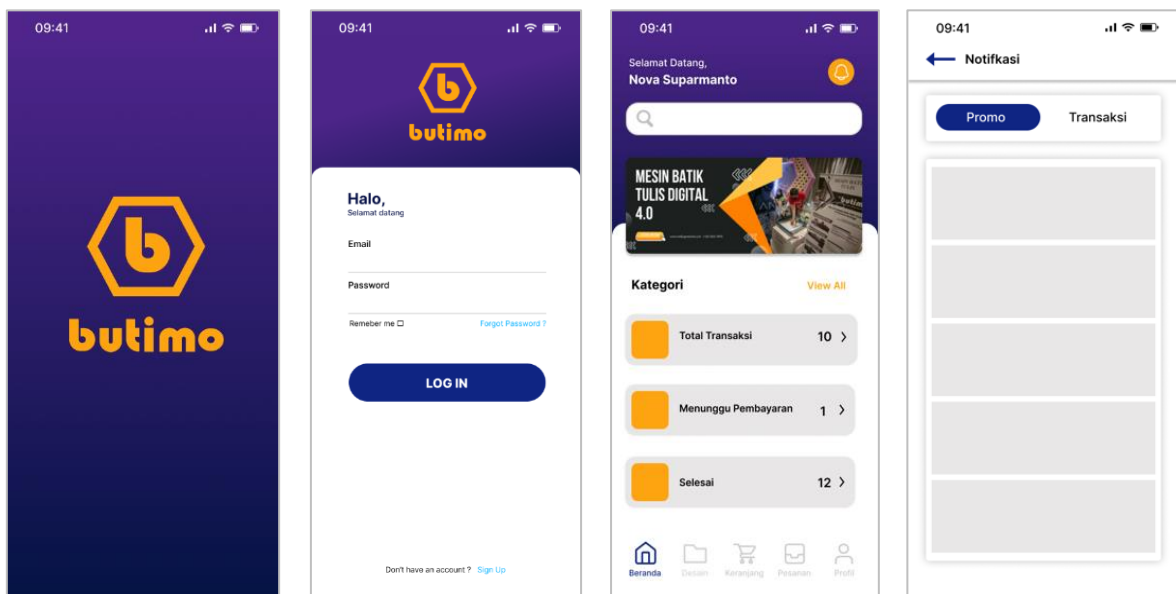 09:41
butimo
09:41
butimo
Halo,
Selamat datang
Email
Password
Remeber me
Forgot Password ?
LOG IN
Don't have an account ? Sign Up
09:41
Selamat Datang,
Nova Suparmanto
MESIN BATIK
TULIS DIGITAL
4.0
Kategori
View All
Total Transaksi
10
Menunggu Pembayaran
1
Selesai
12
Beranda
Desain
Keranjang
Pesanan
Profil
09:41
Notifkasi
Promo
Transaksi